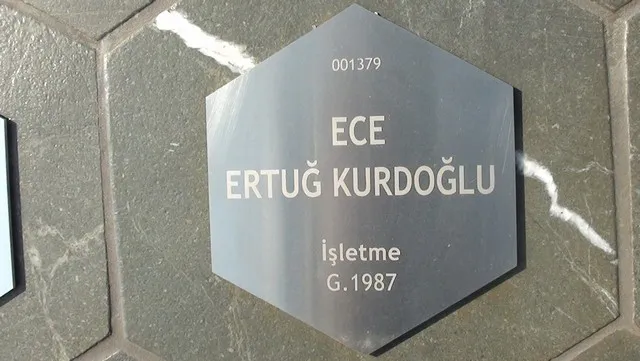 001379
ECE
ERTUĞ KURDOĞLU
İşletme
G.1987